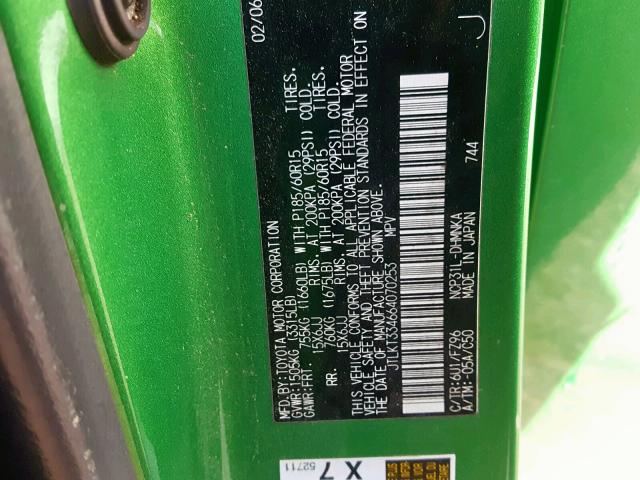 MFD.BY:TOYOTA MOTOR CORPORATION 02/06
GVWR:1505KG (3315LB)
GAWR:FRT. 755KG (1660LB) WITH P185/60R15 TIRES.
15X6JJ RIMS. AT 200KPA (29PSI) COLD.
RR. 760KG (1675LB) WITH P185/60R15 TIRES.
15X6JJ RIMS. AT 200KPA (29PSI) COLD.
THIS VEHICLE CONFORMS TO ALL APPLICABLE FEDERAL MOTOR
VEHICLE SAFETY AND THEFT PREVENTION STANDARDS IN EFFECT ON
THE DATE OF MANUFACTURE SHOWN ABOVE.
JTLKT334664070253 MPV
C/TR:6U1/FZ96 NCP31L-DHMNKA 744 J
A/TM:-05A/C50 MADE IN JAPAN
X 7
52711